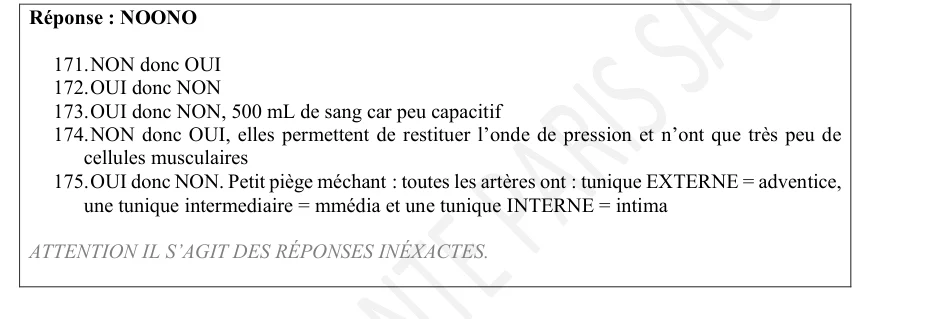 Réponse : NOONO
171. NON donc OUI
172. OUI donc NON
173. OUI donc NON, 500 mL de sang car peu capacitif
174. NON donc OUI, elles permettent de restituer l’onde de pression et n’ont que très peu de
cellules musculaires
175. OUI donc NON. Petit piège méchant : toutes les artères ont : tunique EXTERNE = adventice,
une tunique intermediaire = mmédia et une tunique INTERNE = intima
ATTENTION IL S’AGIT DES RÉPONSES INÉXACTES.
NTE PARIS SAC